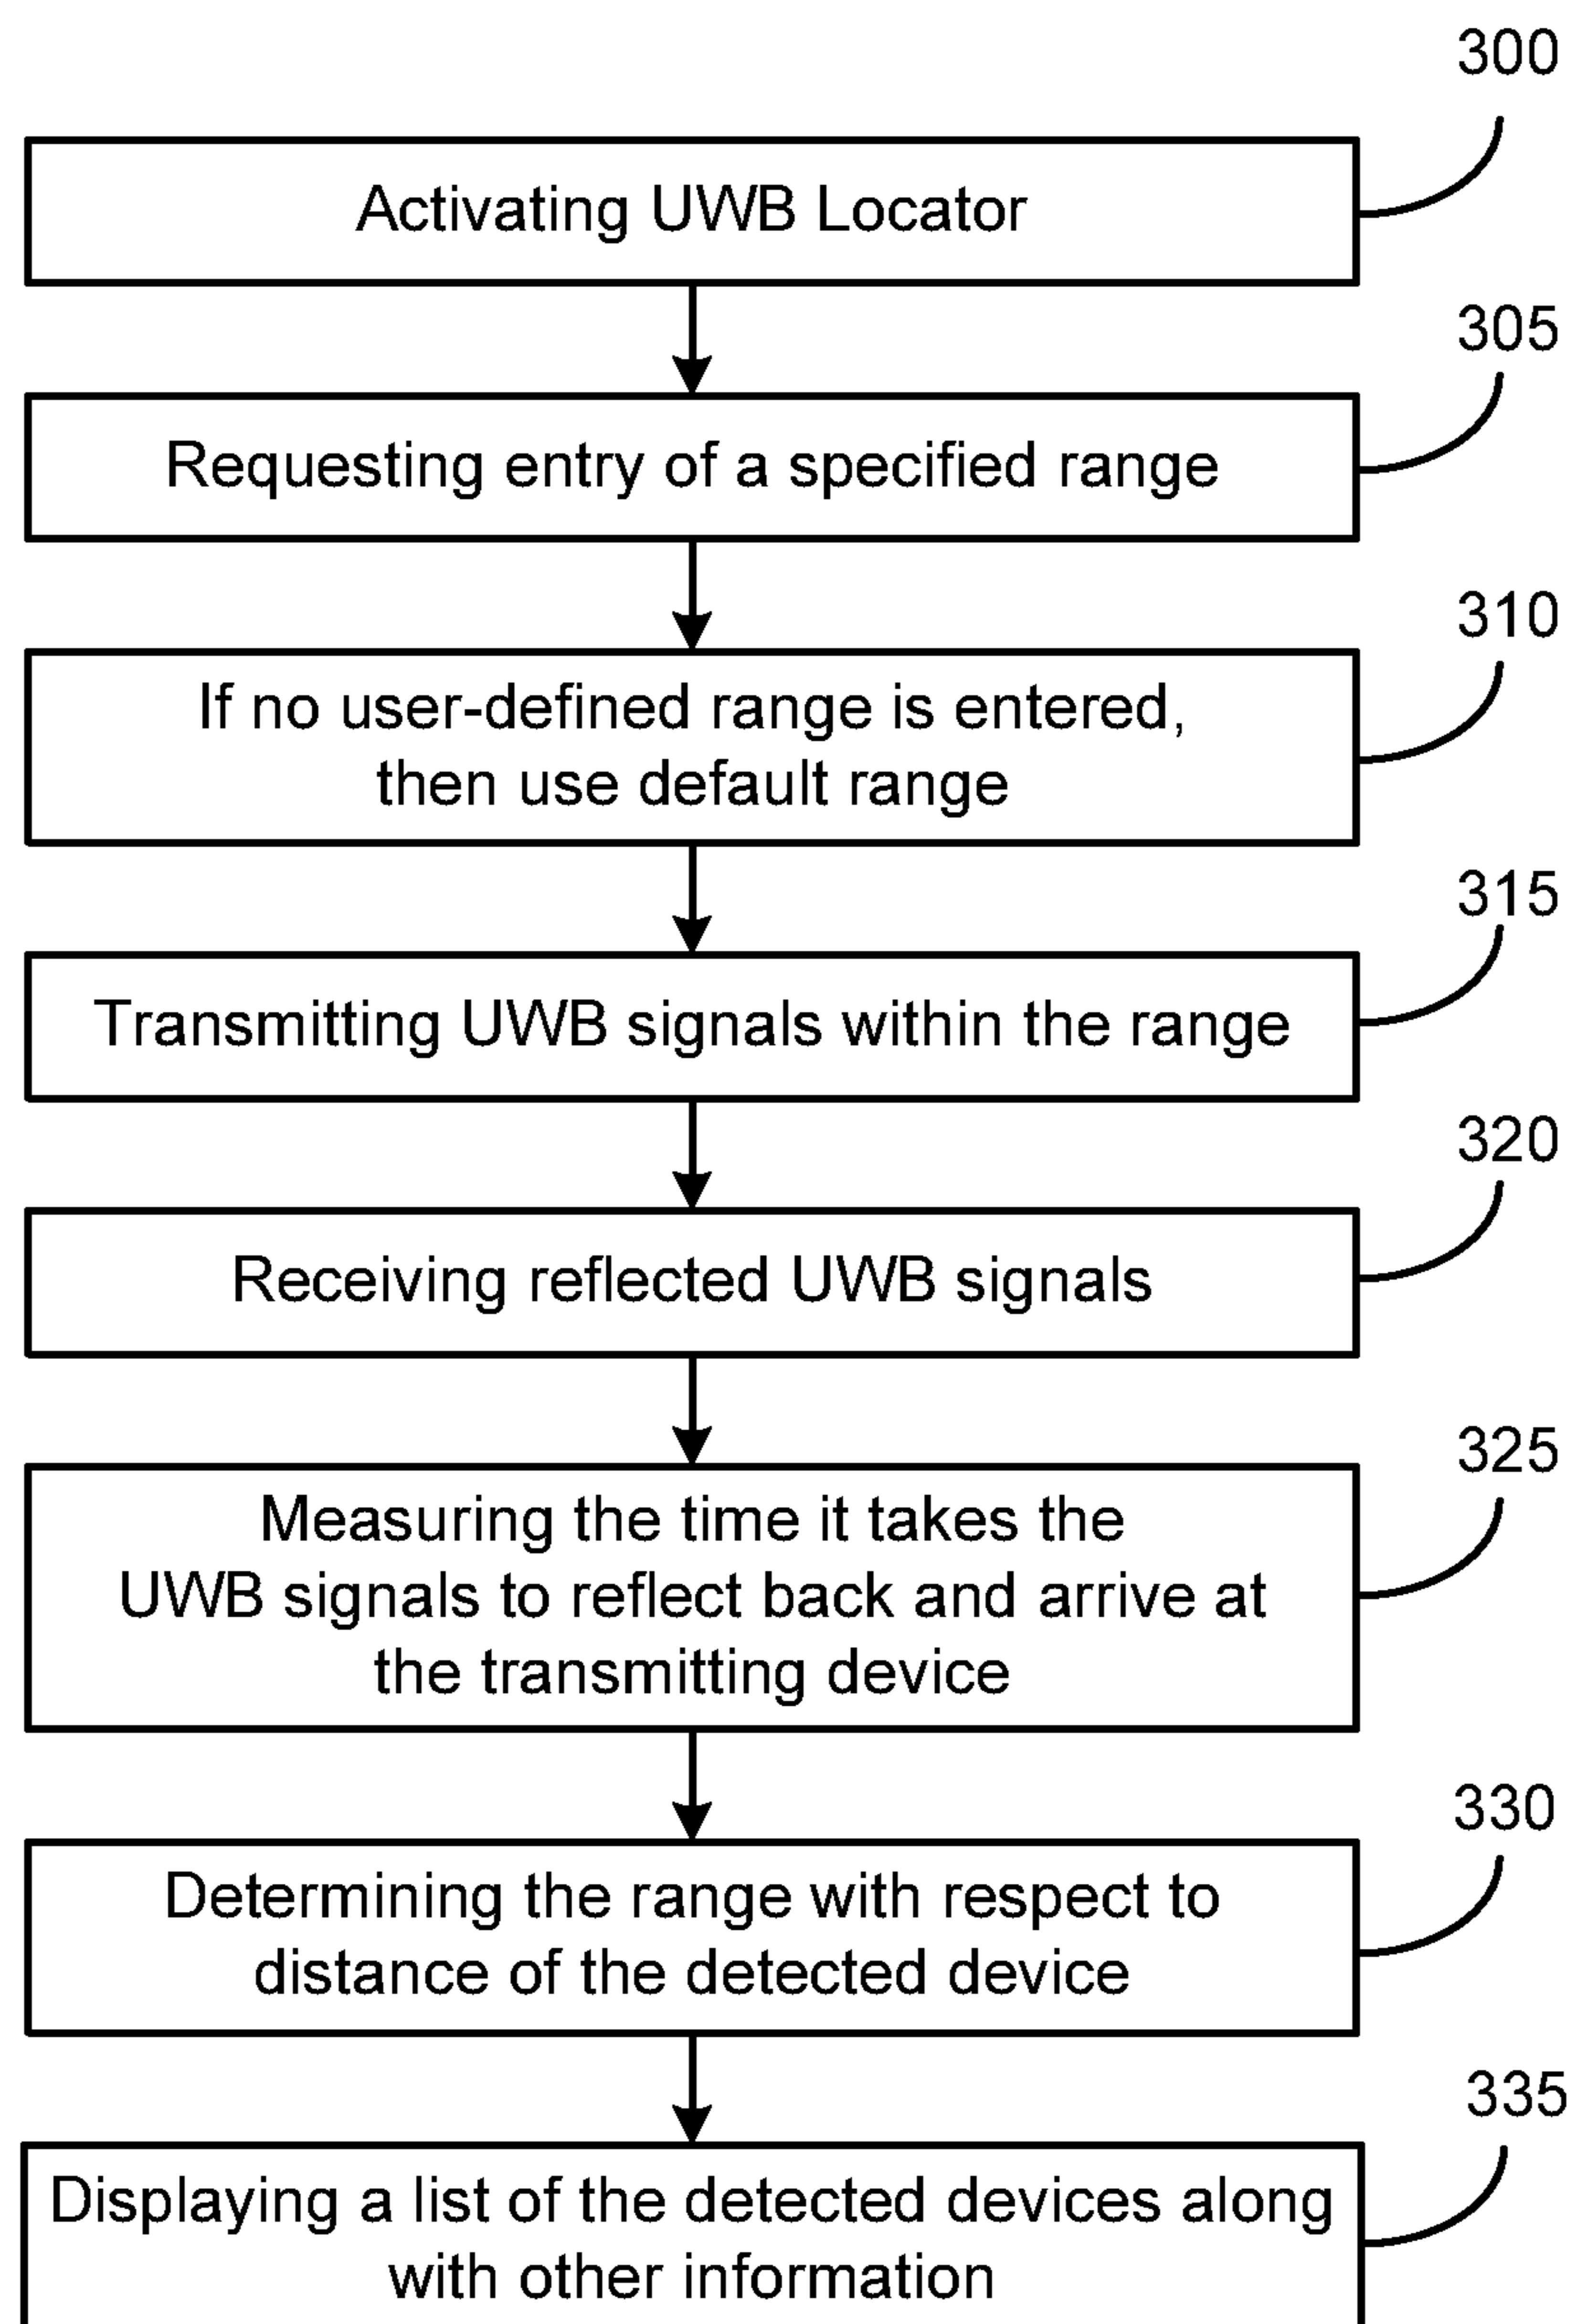 300
Activating UWB Locator
305
Requesting entry of a specified range
310
If no user-defined range is entered,
then use default range
315
Transmitting UWB signals within the range
320
Receiving reflected UWB signals
325
Measuring the time it takes the
UWB signals to reflect back and arrive at
the transmitting device
330
Determining the range with respect to
distance of the detected device
335
Displaying a list of the detected devices along
with other information